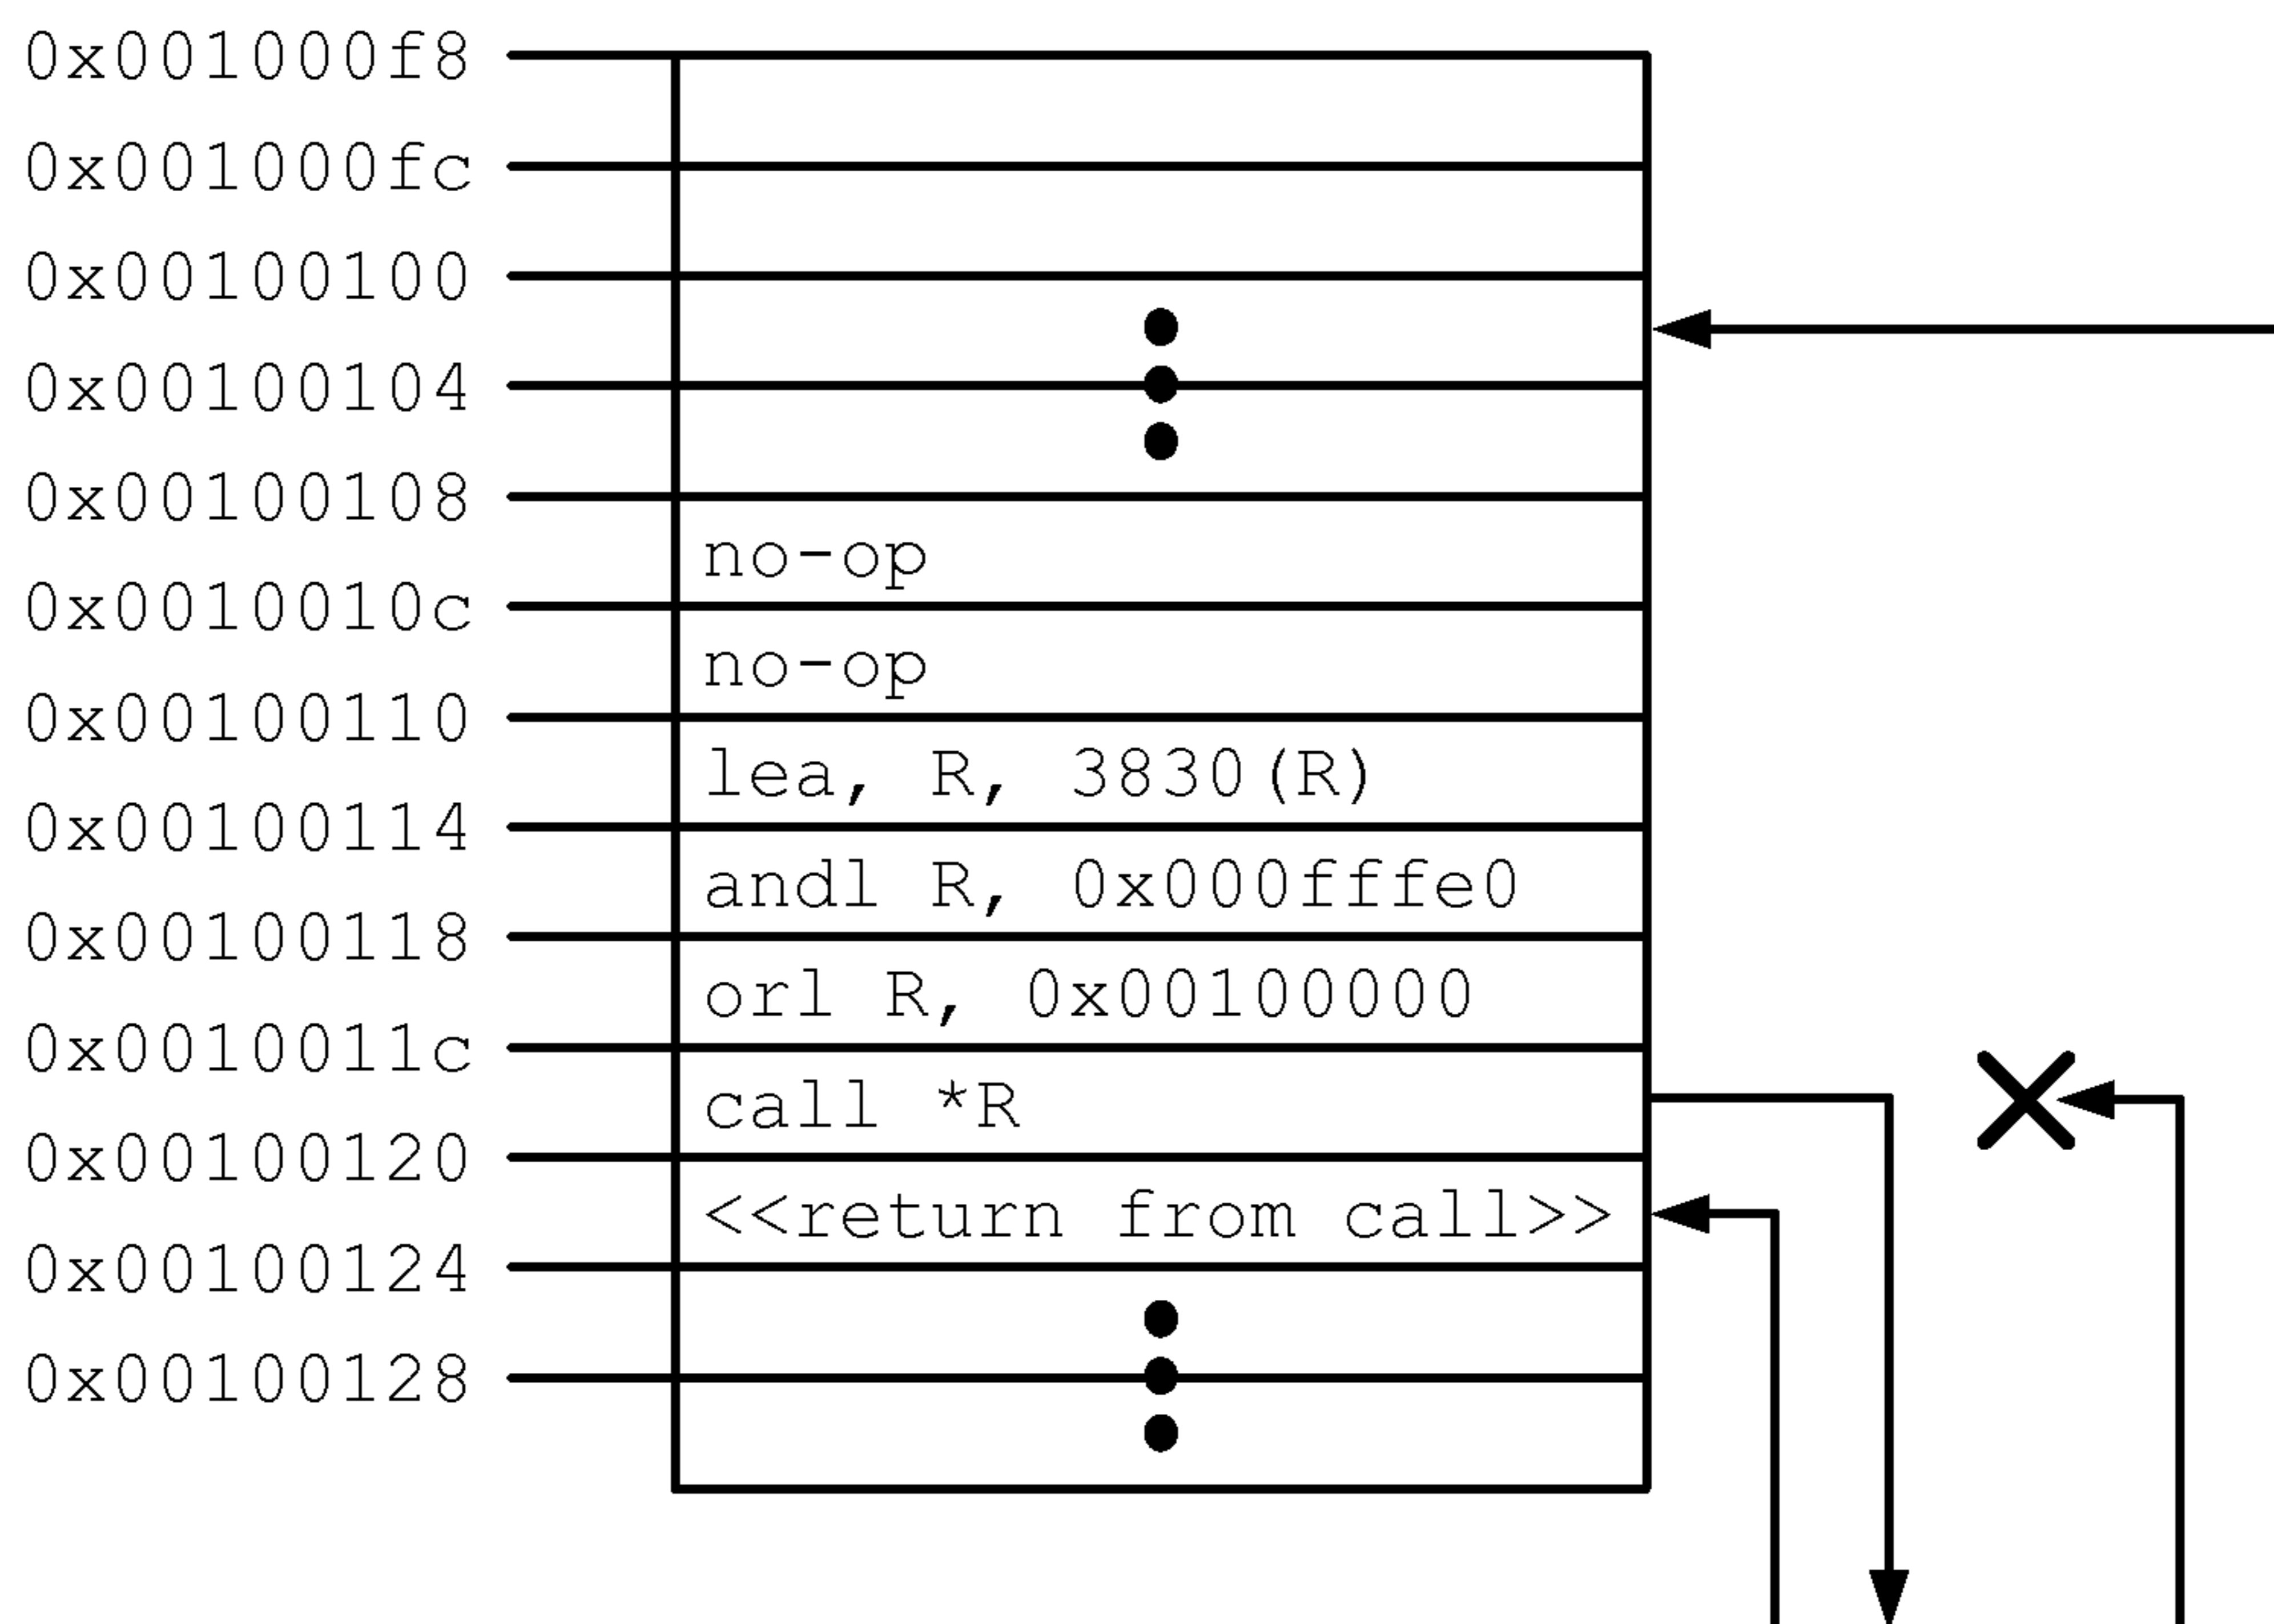 0x001000f8
0x001000fc
0x00100100
0x00100104
0x00100108
no-op
0x0010010c
no-op
0x00100110
lea, R, 3830(R)
0x00100114
andl R, 0x000fffe0
0x00100118
orl R, 0x00100000
0x0010011c
call *R
0x00100120
<<return from call>>
0x00100124
0x00100128